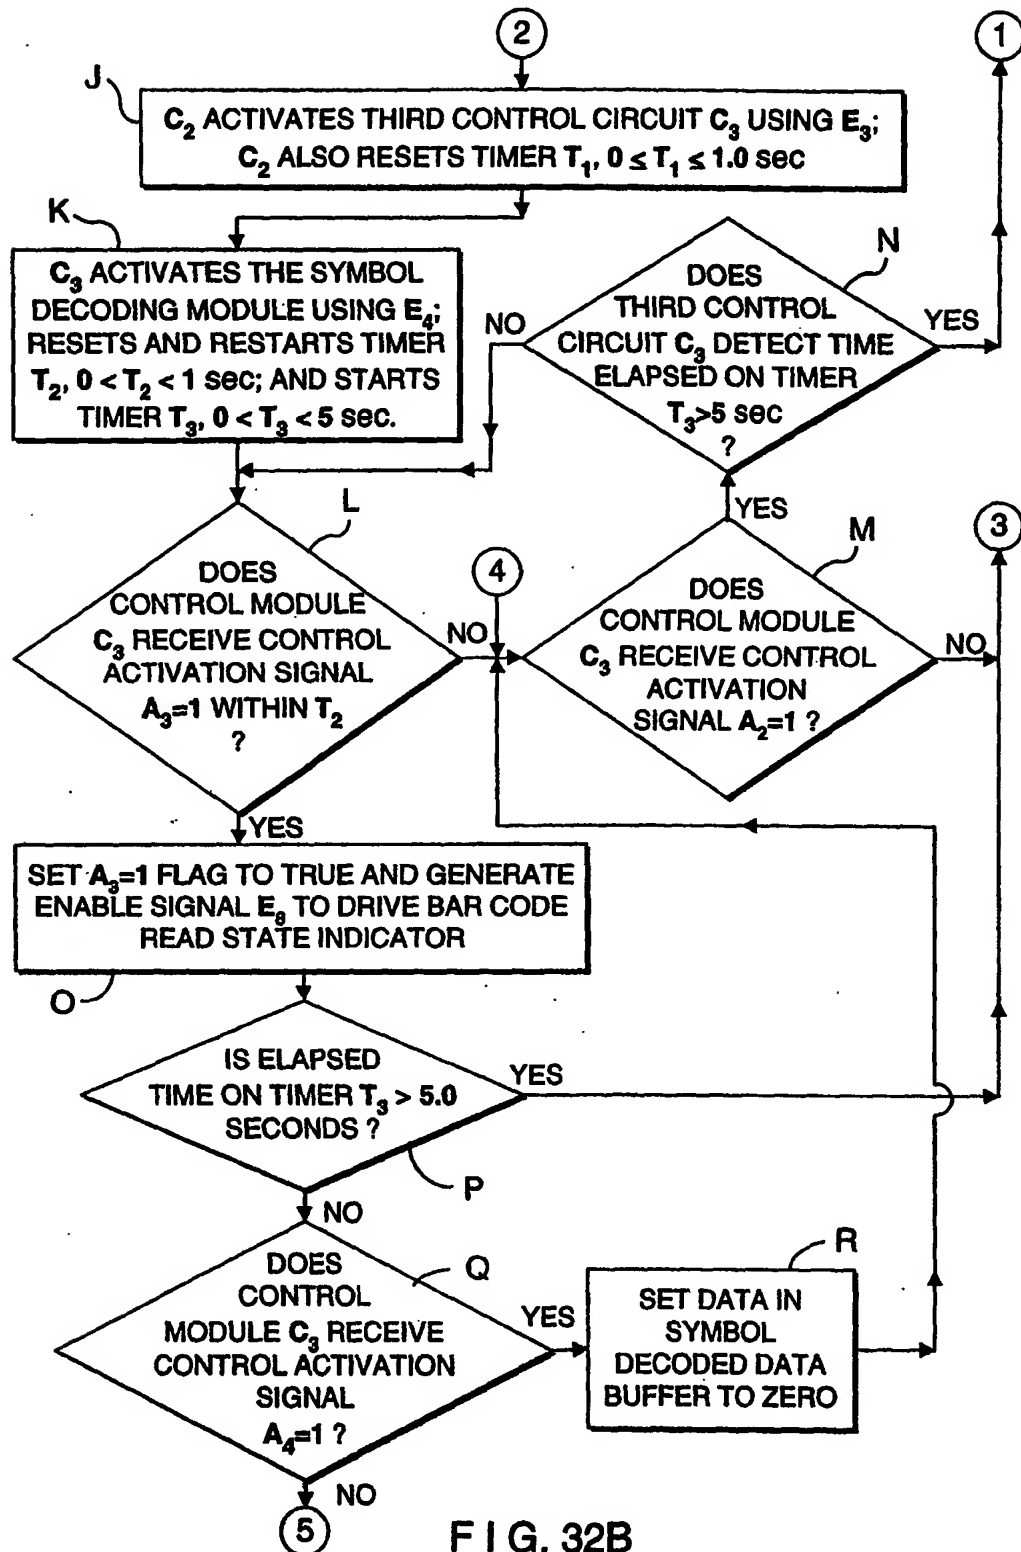 2
1
J
C2 ACTIVATES THIRD CONTROL CIRCUIT C3 USING E3;
C2 ALSO RESETS TIMER T1, 0 ≤ T1 ≤ 1.0 sec
K
C3 ACTIVATES THE SYMBOL
DECODING MODULE USING E4;
RESETS AND RESTARTS TIMER
T2, 0 < T2 < 1 sec; AND STARTS
TIMER T3, 0 < T3 < 5 sec.
N
DOES
THIRD CONTROL
CIRCUIT C3 DETECT TIME
ELAPSED ON TIMER
T3>5 sec
?
NO
YES
L
DOES
CONTROL MODULE
C3 RECEIVE CONTROL
ACTIVATION SIGNAL
A3=1 WITHIN T2
?
NO
YES
4
YES
M
DOES
CONTROL MODULE
C3 RECEIVE CONTROL
ACTIVATION
SIGNAL A2=1 ?
NO
3
SET A3=1 FLAG TO TRUE AND GENERATE
ENABLE SIGNAL E8 TO DRIVE BAR CODE
READ STATE INDICATOR
O
IS ELAPSED
TIME ON TIMER T3 > 5.0
SECONDS ?
YES
P
NO
Q
DOES
CONTROL
MODULE C3 RECEIVE
CONTROL ACTIVATION
SIGNAL
A4=1 ?
YES
R
SET DATA IN
SYMBOL
DECODED DATA
BUFFER TO ZERO
NO
5
FIG. 32B